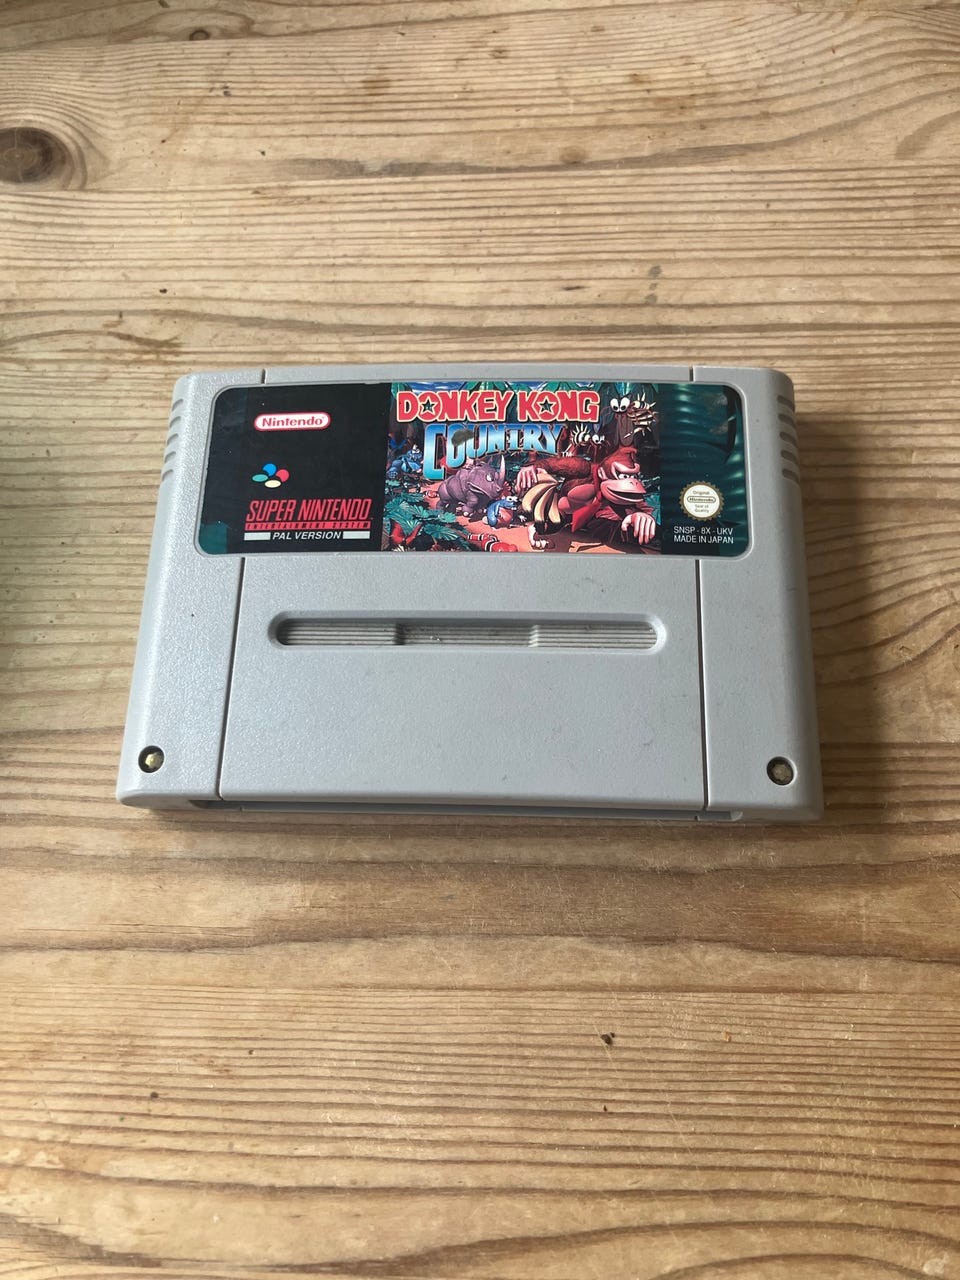 Nintendo
SUPER NINTENDO
ENTERTAINMENT SYSTEM
PAL VERSION
DONKEY KONG
COUNTRY
Original
Nintendo
Seal of
Quality
SNSP - 8X - UKV
MADE IN JAPAN